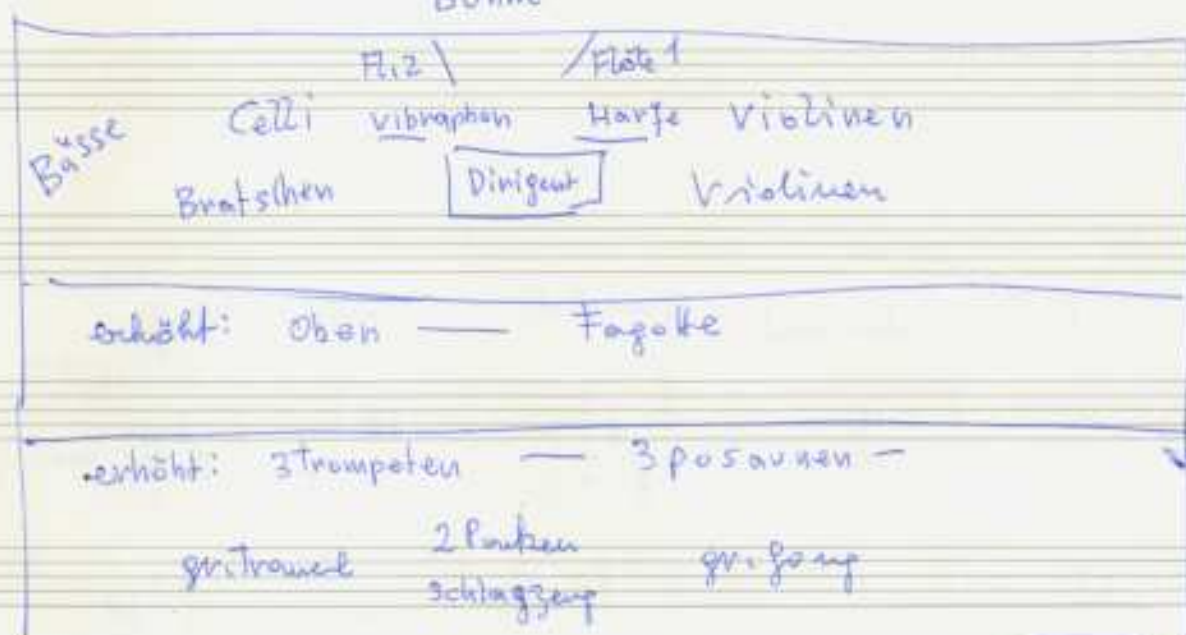 Bühne
Fl.2 \ / Flöte 1
Celli Vibraphon Harfe Violinen
Bässe
Bratschen Dirigent Violinen
erhöht: Oboen — Fagotte
erhöht: 3 Trompeten — 3 posaunen —
2 Pauken
gr. Trommel gr. Gong
Schlagzeug